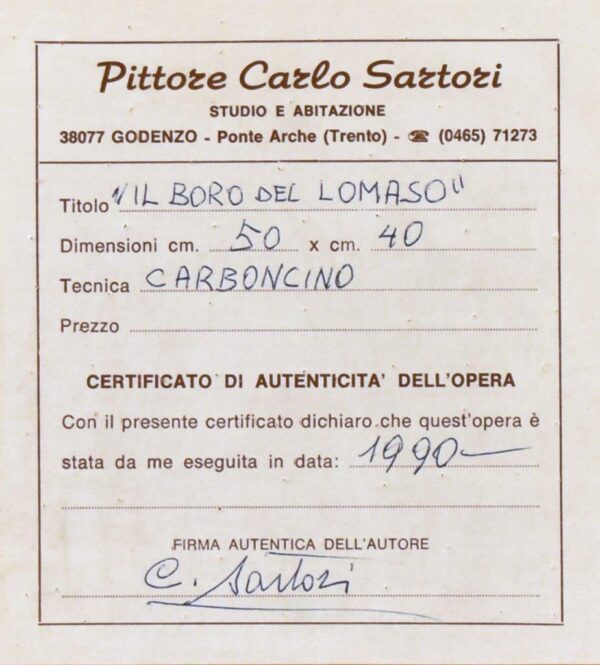 Pittore Carlo Sartori
STUDIO E ABITAZIONE
38077 GODENZO - Ponte Arche (Trento) - ☎ (0465) 71273
Titolo "IL BORO DEL LOMASO"
Dimensioni cm. 50 x cm. 40
Tecnica CARBONCINO
Prezzo
CERTIFICATO DI AUTENTICITA' DELL'OPERA
Con il presente certificato dichiaro che quest'opera è
stata da me eseguita in data: 1990
FIRMA AUTENTICA DELL'AUTORE
C. Sartori